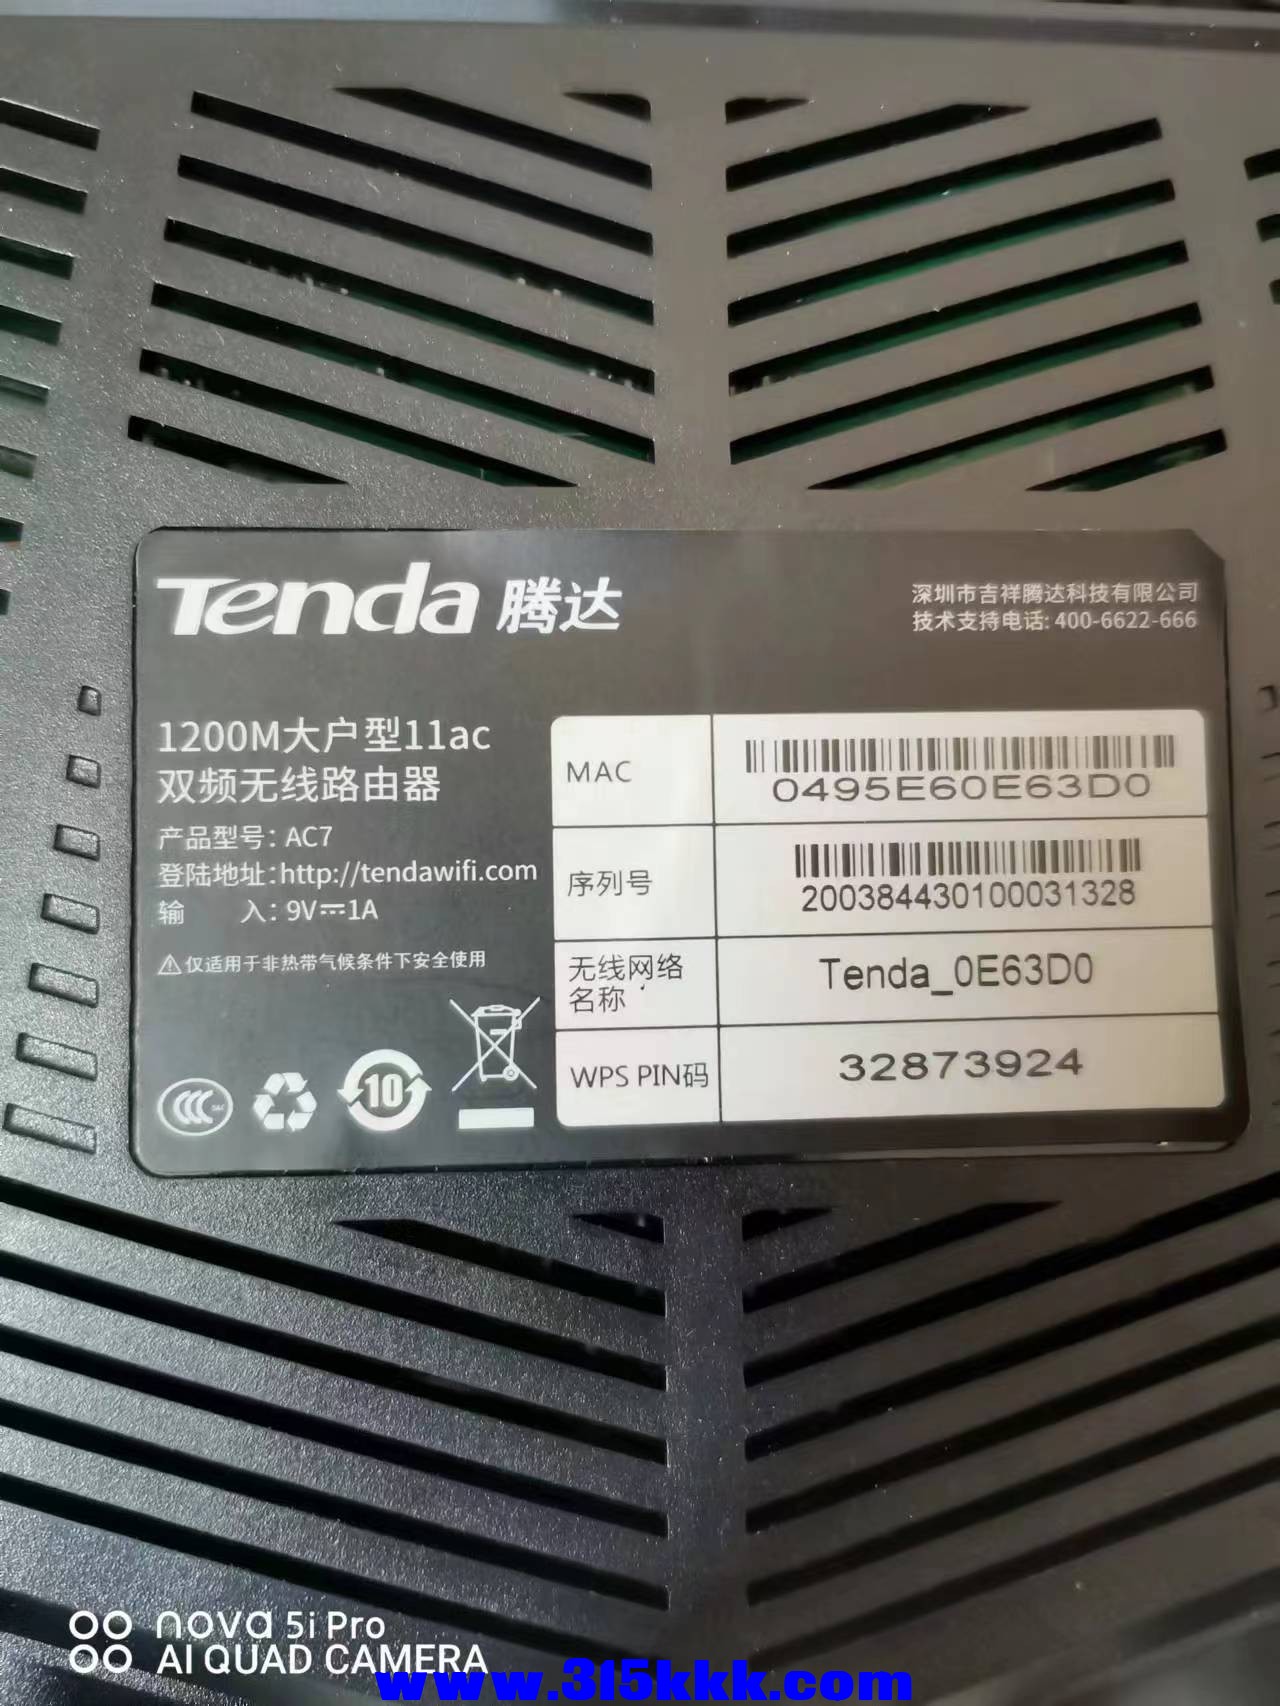 Tenda 腾达
深圳市吉祥腾达科技有限公司
技术支持电话: 400-6622-666
1200M大户型11ac
双频无线路由器
产品型号: AC7
登陆地址:http://tendawifi.com
输 入: 9V⎓1A
⚠仅适用于非热带气候条件下安全使用
10
MAC
0495E60E63D0
序列号
200384430100031328
无线网络
名称
Tenda_0E63D0
WPS PIN码
32873924
nova 5i Pro
AI QUAD CAMERA
www.315kkk.com